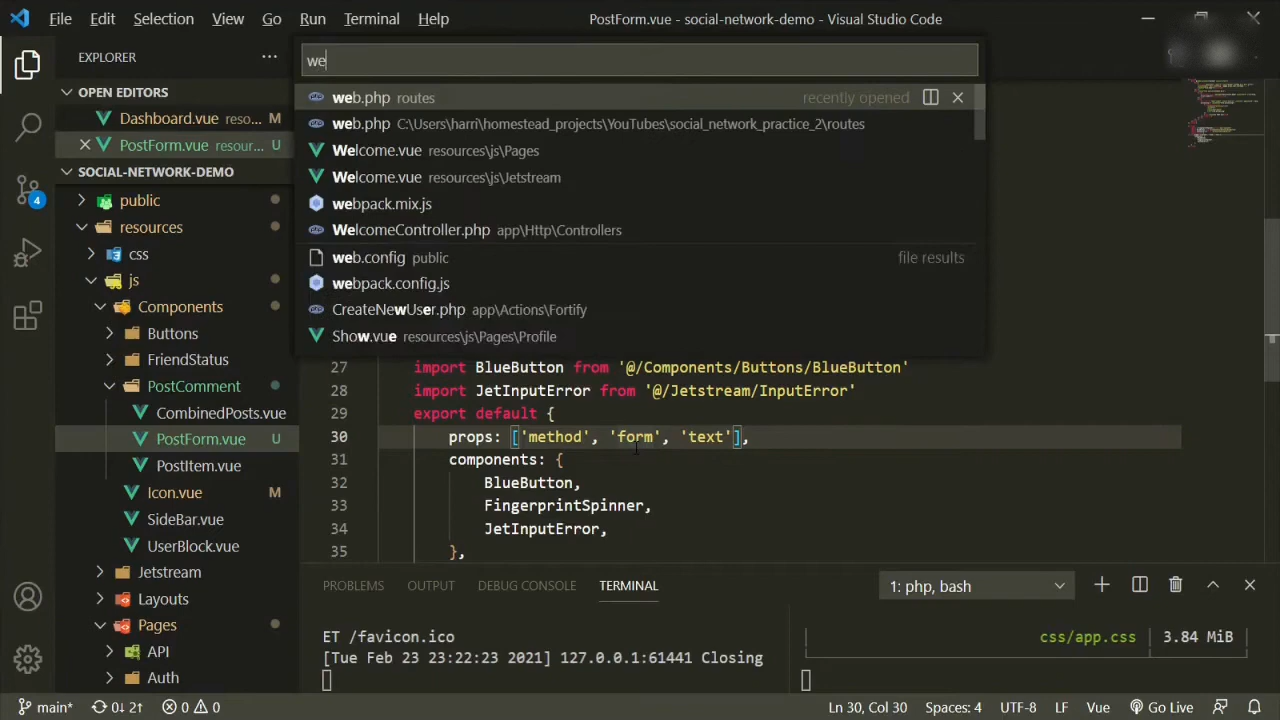 File Edit Selection View Go Run Terminal Help PostForm.vue - social-network-demo - Visual Studio Code
EXPLORER
OPEN EDITORS
Dashboard.vue reso... M
PostForm.vue resour... U
SOCIAL-NETWORK-DEMO
public
resources
css
js
Components
Buttons
FriendStatus
PostComment
CombinedPosts.vue
PostForm.vue U
PostItem.vue
Icon.vue M
SideBar.vue
UserBlock.vue
Jetstream
Layouts
Pages
API
Auth
4
we
web.php routes recently opened
web.php C:\Users\harri\homestead_projects\YouTubes\social_network_practice_2\routes
Welcome.vue resources\js\Pages
Welcome.vue resources\js\Jetstream
webpack.mix.js
WelcomeController.php app\Http\Controllers
web.config public file results
webpack.config.js
CreateNewUser.php app\Actions\Fortify
Show.vue resources\js\Pages\Profile
27 import BlueButton from '@/Components/Buttons/BlueButton'
28 import JetInputError from '@/Jetstream/InputError'
29 export default {
30 props: ['method', 'form', 'text'],
31 components: {
32 BlueButton,
33 FingerprintSpinner,
34 JetInputError,
35 },
PROBLEMS OUTPUT DEBUG CONSOLE TERMINAL 1: php, bash
ET /favicon.ico
[Tue Feb 23 23:22:23 2021] 127.0.0.1:61441 Closing
css/app.css | 3.84 MiB
main* 0↓ 2↑ 0 0 Ln 30, Col 30 Spaces: 4 UTF-8 LF Vue Go Live